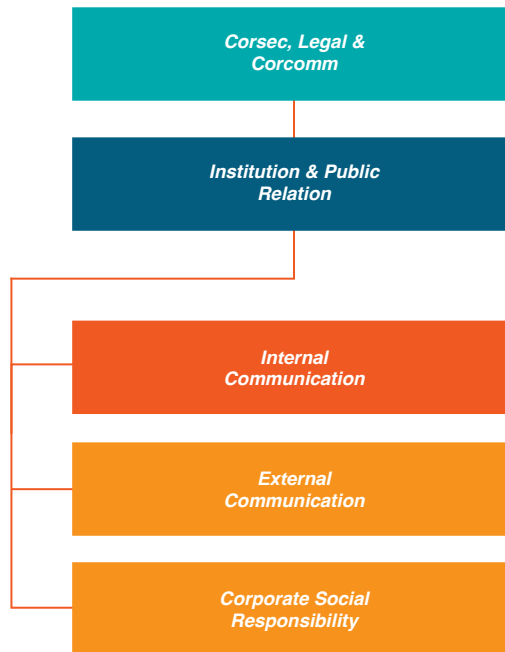 Corsec, Legal &
Corcomm
Institution & Public
Relation
Internal
Communication
External
Communication
Corporate Social
Responsibility